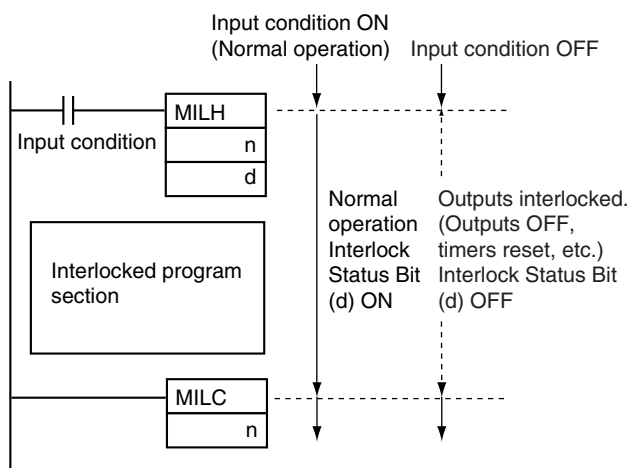 Input condition ON
(Normal operation)
Input condition OFF
MILH
n
d
Input condition
Normal
operation
Interlock
Status Bit
(d) ON
Outputs interlocked.
(Outputs OFF,
timers reset, etc.)
Interlock Status Bit
(d) OFF
Interlocked program
section
MILC
n